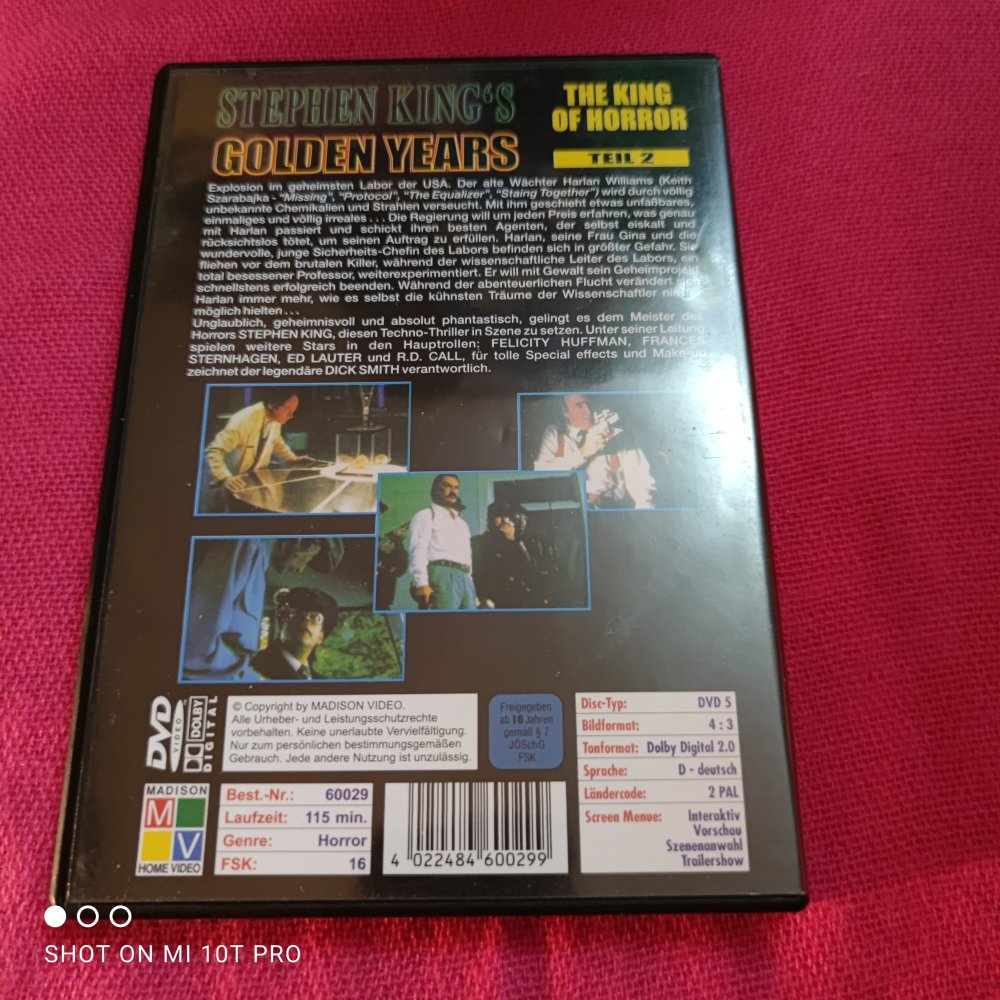 STEPHEN KING'S
GOLDEN YEARS
THE KING
OF HORROR
TEIL 2
Explosion im geheimsten Labor der USA. Der alte Wächter Harlan Williams (Keith
Szarabajka - "Missing", "Protocol", "The Equalizer", "Staing Together") wird durch völlig
unbekannte Chemikalien und Strahlen verseucht. Mit ihm geschieht etwas unfaßbares,
einmaliges und völlig irreales . . . Die Regierung will um jeden Preis erfahren, was genau
mit Harlan passiert und schickt ihren besten Agenten, der selbst eiskalt und
rücksichtslos tötet, um seinen Auftrag zu erfüllen. Harlan, seine Frau Gina und die
wundervolle, junge Sicherheits-Chefin des Labors befinden sich in größter Gefahr. Sie
fliehen vor dem brutalen Killer, während der wissenschaftliche Leiter des Labors, ein
total besessener Professor, weiterexperimentiert. Er will mit Gewalt sein Geheimprojekt
schnellstens erfolgreich beenden. Während der abenteuerlichen Flucht verändert sich
Harlan immer mehr, wie es selbst die kühnsten Träume der Wissenschaftler nicht
möglich hielten . . .
Unglaublich, geheimnisvoll und absolut phantastisch, gelingt es dem Meister des
Horrors STEPHEN KING, diesen Techno-Thriller in Szene zu setzen. Unter seiner Leitung
spielen weitere Stars in den Hauptrollen: FELICITY HUFFMAN, FRANCES
STERNHAGEN, ED LAUTER und R.D. CALL, für tolle Special effects und Make-up
zeichnet der legendäre DICK SMITH verantwortlich.
DVD
VIDEO
DOLBY
DIGITAL
© Copyright by MADISON VIDEO.
Alle Urheber- und Leistungsschutzrechte
vorbehalten. Keine unerlaubte Vervielfältigung.
Nur zum persönlichen bestimmungsgemäßen
Gebrauch. Jede andere Nutzung ist unzulässig.
Freigegeben
ab 16 Jahren
gemäß § 7
JÖSchG
FSK
Disc-Typ: DVD 5
Bildformat: 4 : 3
Tonformat: Dolby Digital 2.0
Sprache: D - deutsch
Ländercode: 2 PAL
Screen Menue: Interaktiv
Vorschau
Szenenanwahl
Trailershow
MADISON
M
V
HOME VIDEO
Best.-Nr.: 60029
Laufzeit: 115 min.
Genre: Horror
FSK: 16
4 022484 600299
SHOT ON MI 10T PRO